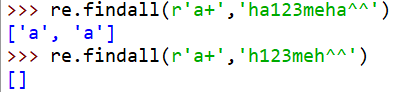 >>> re.findall(r'a+','ha123meha^^')
['a', 'a']
>>> re.findall(r'a+','h123meh^^')
[]